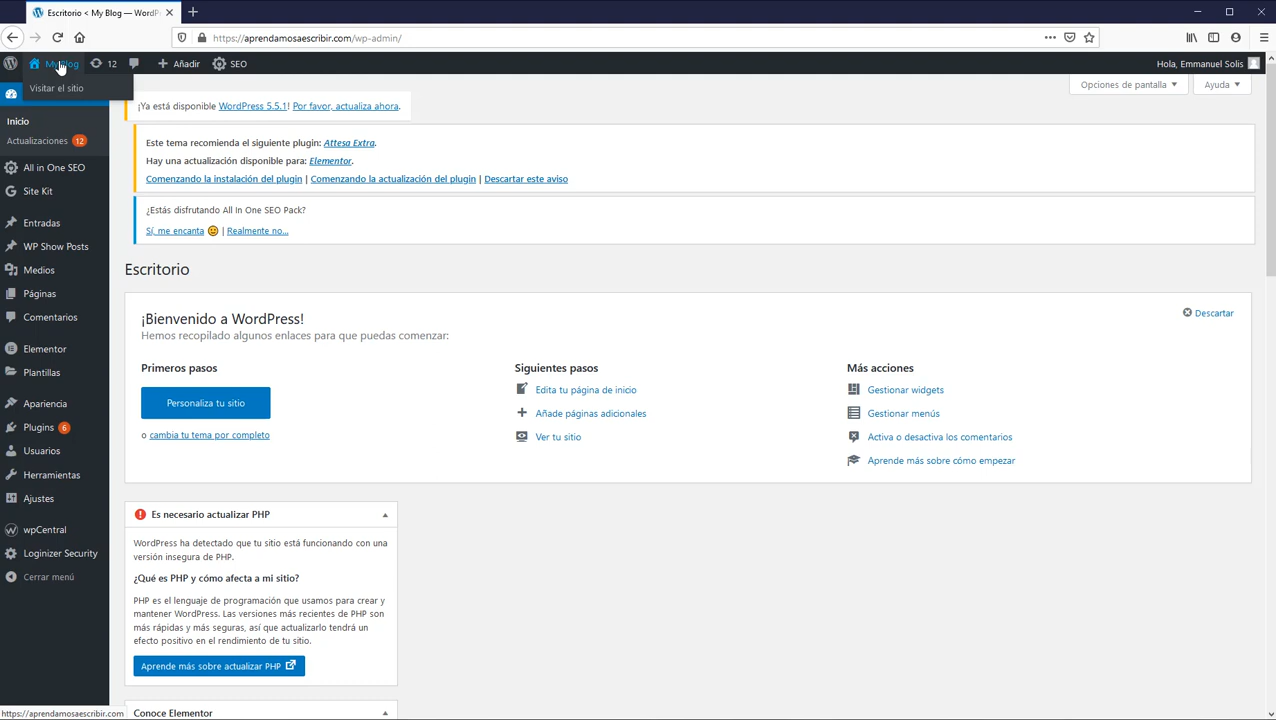 Escritorio < My Blog — WordPr
https://aprendamosaescribir.com/wp-admin/
My Blog
12
Añadir
SEO
Hola, Emmanuel Solis
Visitar el sitio
Opciones de pantalla
Ayuda
¡Ya está disponible WordPress 5.5.1! Por favor, actualiza ahora.
Inicio
Actualizaciones 12
All in One SEO
Site Kit
Entradas
WP Show Posts
Medios
Páginas
Comentarios
Elementor
Plantillas
Apariencia
Plugins 6
Usuarios
Herramientas
Ajustes
wpCentral
Loginizer Security
Cerrar menú
Este tema recomienda el siguiente plugin: Attesa Extra.
Hay una actualización disponible para: Elementor.
Comenzando la instalación del plugin | Comenzando la actualización del plugin | Descartar este aviso
¿Estás disfrutando All In One SEO Pack?
Sí, me encanta 😊 | Realmente no...
Escritorio
¡Bienvenido a WordPress!
Descartar
Hemos recopilado algunos enlaces para que puedas comenzar:
Primeros pasos
Personaliza tu sitio
o cambia tu tema por completo
Siguientes pasos
Edita tu página de inicio
Añade páginas adicionales
Ver tu sitio
Más acciones
Gestionar widgets
Gestionar menús
Activa o desactiva los comentarios
Aprende más sobre cómo empezar
Es necesario actualizar PHP
WordPress ha detectado que tu sitio está funcionando con una
versión insegura de PHP.
¿Qué es PHP y cómo afecta a mi sitio?
PHP es el lenguaje de programación que usamos para crear y
mantener WordPress. Las versiones más recientes de PHP son
más rápidas y más seguras, así que actualizarlo tendrá un
efecto positivo en el rendimiento de tu sitio.
Aprende más sobre actualizar PHP
Conoce Elementor
https://aprendamosaescribir.com